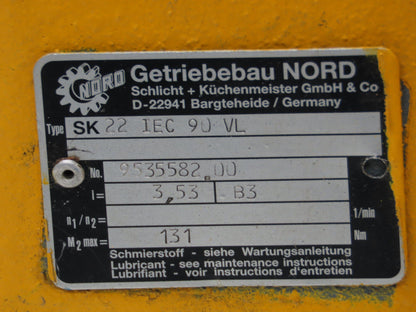 NORD
Getriebebau NORD
Schlicht + Küchenmeister GmbH & Co
D-22941 Bargteheide / Germany
Type SK 22 IEC 90 VL
No. 9535582.00
i = 3,53 B3
n1 / n2 = 1/min
M2 max = 131 Nm
Schmierstoff - siehe Wartungsanleitung
Lubricant - see maintenance instructions
Lubrifiant - voir instructions d'entretien